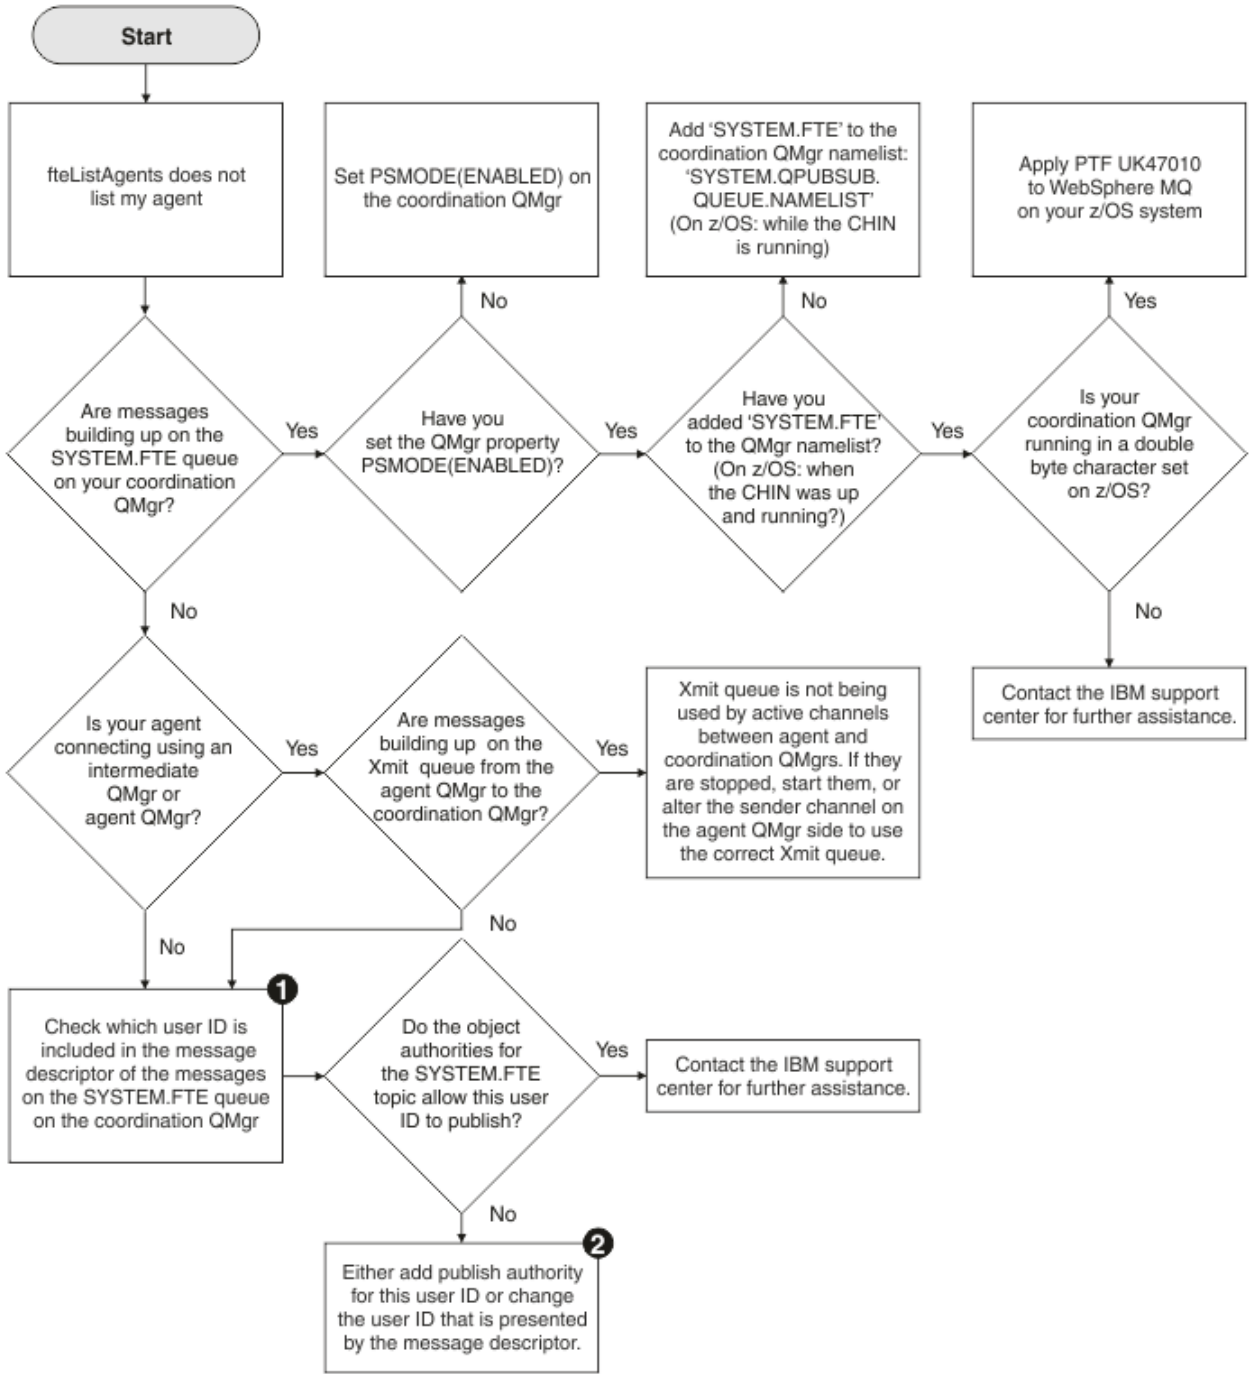 Start
fteListAgents does not
list my agent
Set PSMODE(ENABLED) on
the coordination QMgr
Add ‘SYSTEM.FTE’ to the
coordination QMgr namelist:
‘SYSTEM.QPUBSUB.
QUEUE.NAMELIST’
(On z/OS: while the CHIN
is running)
Apply PTF UK47010
to WebSphere MQ
on your z/OS system
No
No
Yes
Are messages
building up on the
SYSTEM.FTE queue
on your coordination
QMgr?
Yes
Have you
set the QMgr property
PSMODE(ENABLED)?
Yes
Have you
added ‘SYSTEM.FTE’
to the QMgr namelist?
(On z/OS: when
the CHIN was up
and running?)
Yes
Is your
coordination QMgr
running in a double
byte character set
on z/OS?
No
No
Is your agent
connecting using an
intermediate
QMgr or
agent QMgr?
Yes
Are messages
building up on the
Xmit queue from the
agent QMgr to the
coordination QMgr?
Yes
Xmit queue is not being
used by active channels
between agent and
coordination QMgrs. If they
are stopped, start them, or
alter the sender channel on
the agent QMgr side to use
the correct Xmit queue.
Contact the IBM support
center for further assistance.
No
No
1
Check which user ID is
included in the message
descriptor of the messages
on the SYSTEM.FTE queue
on the coordination QMgr
Do the object
authorities for
the SYSTEM.FTE
topic allow this user
ID to publish?
Yes
Contact the IBM support
center for further assistance.
No
2
Either add publish authority
for this user ID or change
the user ID that is presented
by the message descriptor.